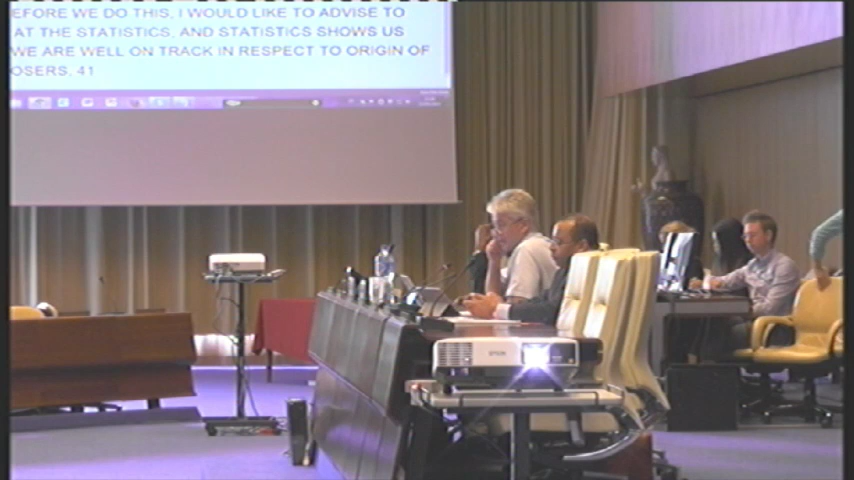 EFORE WE DO THIS, I WOULD LIKE TO ADVISE TO
AT THE STATISTICS, AND STATISTICS SHOWS US
WE ARE WELL ON TRACK IN RESPECT TO ORIGIN OF
OSERS, 41
EPSON